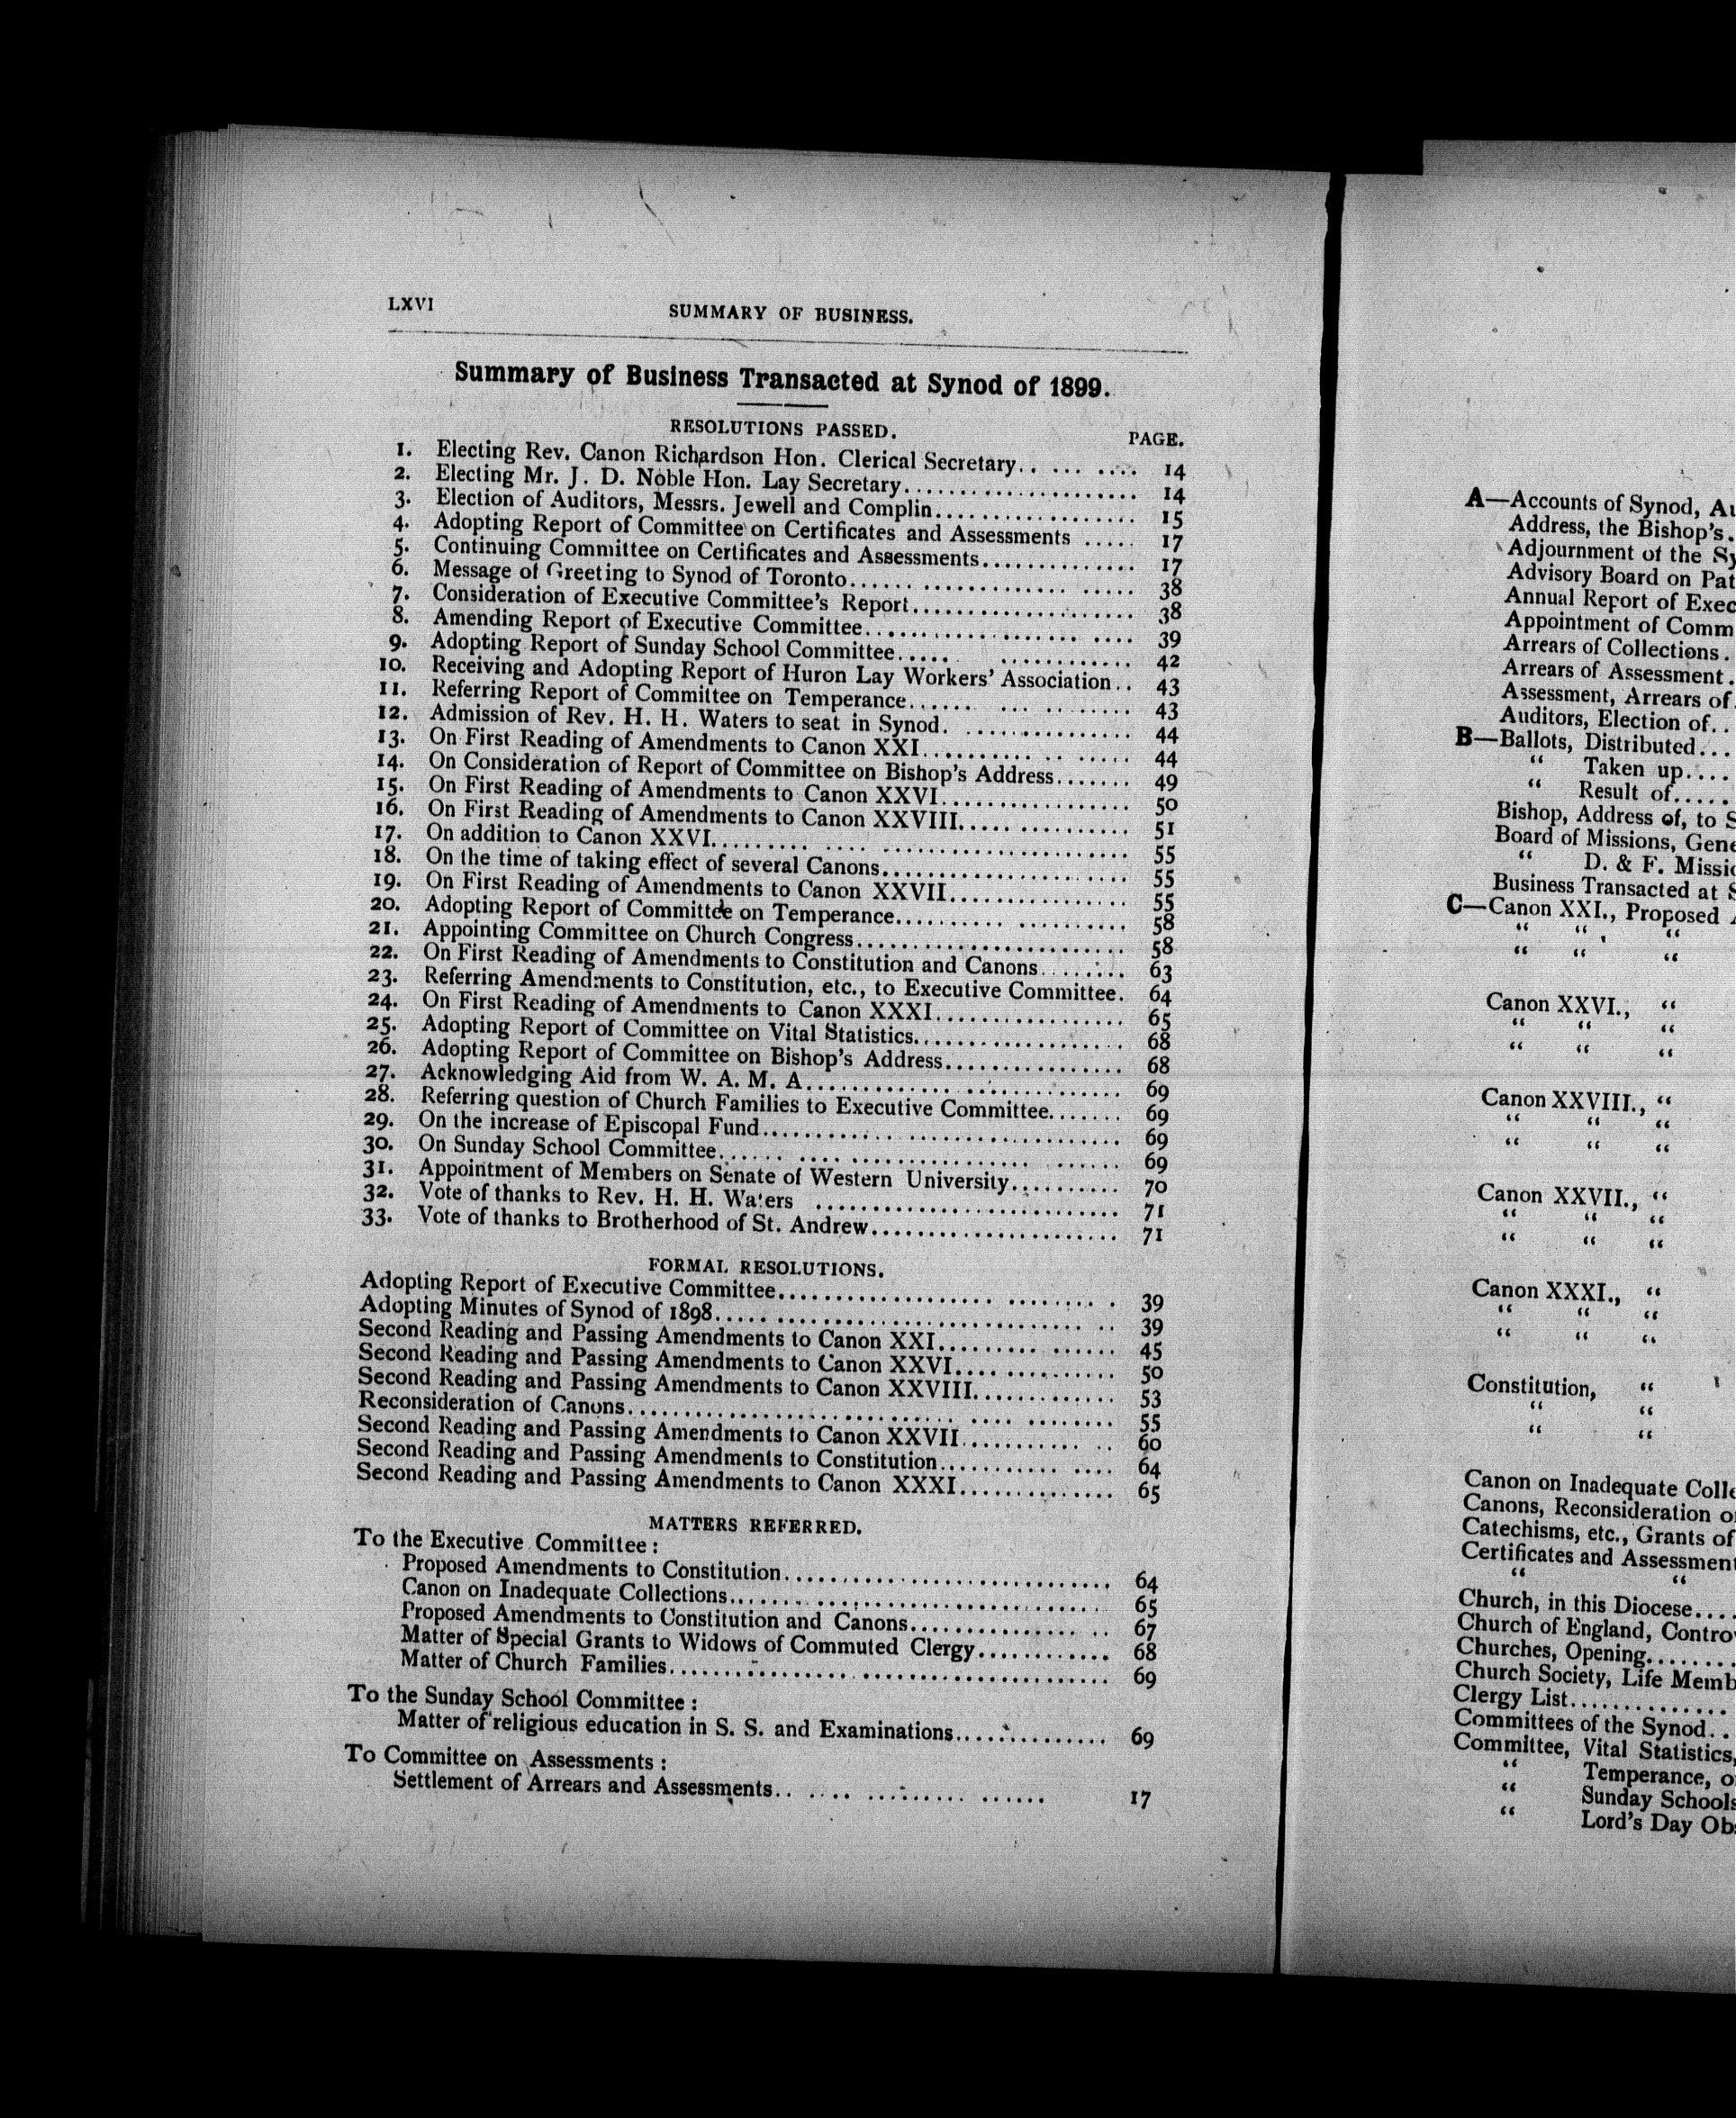 LXVI SUMMARY OF BUSINESS.
Summary of Business Transacted at Synod of 1899.
RESOLUTIONS PASSED. PAGE.
1. Electing Rev. Canon Richardson Hon. Clerical Secretary.. ... .... 14
2. Electing Mr. J. D. Noble Hon. Lay Secretary..................... 14
3. Election of Auditors, Messrs. Jewell and Complin.................. 15
4. Adopting Report of Committee on Certificates and Assessments ..... 17
5. Continuing Committee on Certificates and Assessments.............. 17
6. Message of Greeting to Synod of Toronto...... ............. ..... 38
7. Consideration of Executive Committee's Report.................... 38
8. Amending Report of Executive Committee................... .... 39
9. Adopting Report of Sunday School Committee..... ............ 42
10. Receiving and Adopting Report of Huron Lay Workers' Association.. 43
11. Referring Report of Committee on Temperance...... ... .. ........ 43
12. Admission of Rev. H. H. Waters to seat in Synod. ............... 44
13. On First Reading of Amendments to Canon XXI........... .. ..... 44
14. On Consideration of Report of Committee on Bishop's Address....... 49
15. On First Reading of Amendments to Canon XXVI................. 50
16. On First Reading of Amendments to Canon XXVIII..... .......... 51
17. On addition to Canon XXVI......... .... ...................... 55
18. On the time of taking effect of several Canons...................... 55
19. On First Reading of Amendments to Canon XXVII................ 55
20. Adopting Report of Committee on Temperance......... .......... 58
21. Appointing Committee on Church Congress........................ 58
22. On First Reading of Amendments to Constitution and Canons........ 63
23. Referring Amendments to Constitution, etc., to Executive Committee. 64
24. On First Reading of Amendments to Canon XXXI................. 65
25. Adopting Report of Committee on Vital Statistics................... 68
26. Adopting Report of Committee on Bishop's Address................ 68
27. Acknowledging Aid from W. A. M. A............. .............. 69
28. Referring question of Church Families to Executive Committee....... 69
29. On the increase of Episcopal Fund.......... ...................... 69
30. On Sunday School Committee...... .... ................ ...... 69
31. Appointment of Members on Senate of Western University.......... 70
32. Vote of thanks to Rev. H. H. Waters ........................... 71
33. Vote of thanks to Brotherhood of St. Andrew...................... 71
FORMAL RESOLUTIONS.
Adopting Report of Executive Committee................... ......... . 39
Adopting Minutes of Synod of 1898..... ........................... .. 39
Second Reading and Passing Amendments to Canon XXI......... ...... 45
Second Reading and Passing Amendments to Canon XXVI.... .......... 50
Second Reading and Passing Amendments to Canon XXVIII............. 53
Reconsideration of Canons............................. .... ........ 55
Second Reading and Passing Amendments to Canon XXVII........... .. 60
Second Reading and Passing Amendments to Constitution........... .... 64
Second Reading and Passing Amendments to Canon XXXI.............. 65
MATTERS REFERRED.
To the Executive Committee :
Proposed Amendments to Constitution............................. 64
Canon on Inadequate Collections....... ......................... 65
Proposed Amendments to Constitution and Canons............... .. 67
Matter of Special Grants to Widows of Commuted Clergy............ 68
Matter of Church Families................ ...................... 69
To the Sunday School Committee :
Matter of religious education in S. S. and Examinations.............. 69
To Committee on Assessments :
Settlement of Arrears and Assessments.. .... ......... ...... 17
A—Accounts of Synod, Au
Address, the Bishop's.
Adjournment of the Sy
Advisory Board on Pat
Annual Report of Exec
Appointment of Comm
Arrears of Collections.
Arrears of Assessment.
Assessment, Arrears of.
Auditors, Election of..
B—Ballots, Distributed...
“ Taken up....
“ Result of.....
Bishop, Address of, to S
Board of Missions, Gene
“ D. & F. Missio
Business Transacted at S
C—Canon XXI., Proposed A
“ “ “
“ “ “
Canon XXVI., “
“ “ “
“ “ “
Canon XXVIII., “
“ “ “
“ “ “
Canon XXVII., “
“ “ “
“ “ “
Canon XXXI., “
“ “ “
“ “ “
Constitution, “
“ “
“ “
Canon on Inadequate Colle
Canons, Reconsideration o
Catechisms, etc., Grants of
Certificates and Assessment
“ “
Church, in this Diocese....
Church of England, Contro
Churches, Opening........
Church Society, Life Memb
Clergy List..............
Committees of the Synod..
Committee, Vital Statistics,
“ Temperance, o
“ Sunday Schools
“ Lord's Day Ob